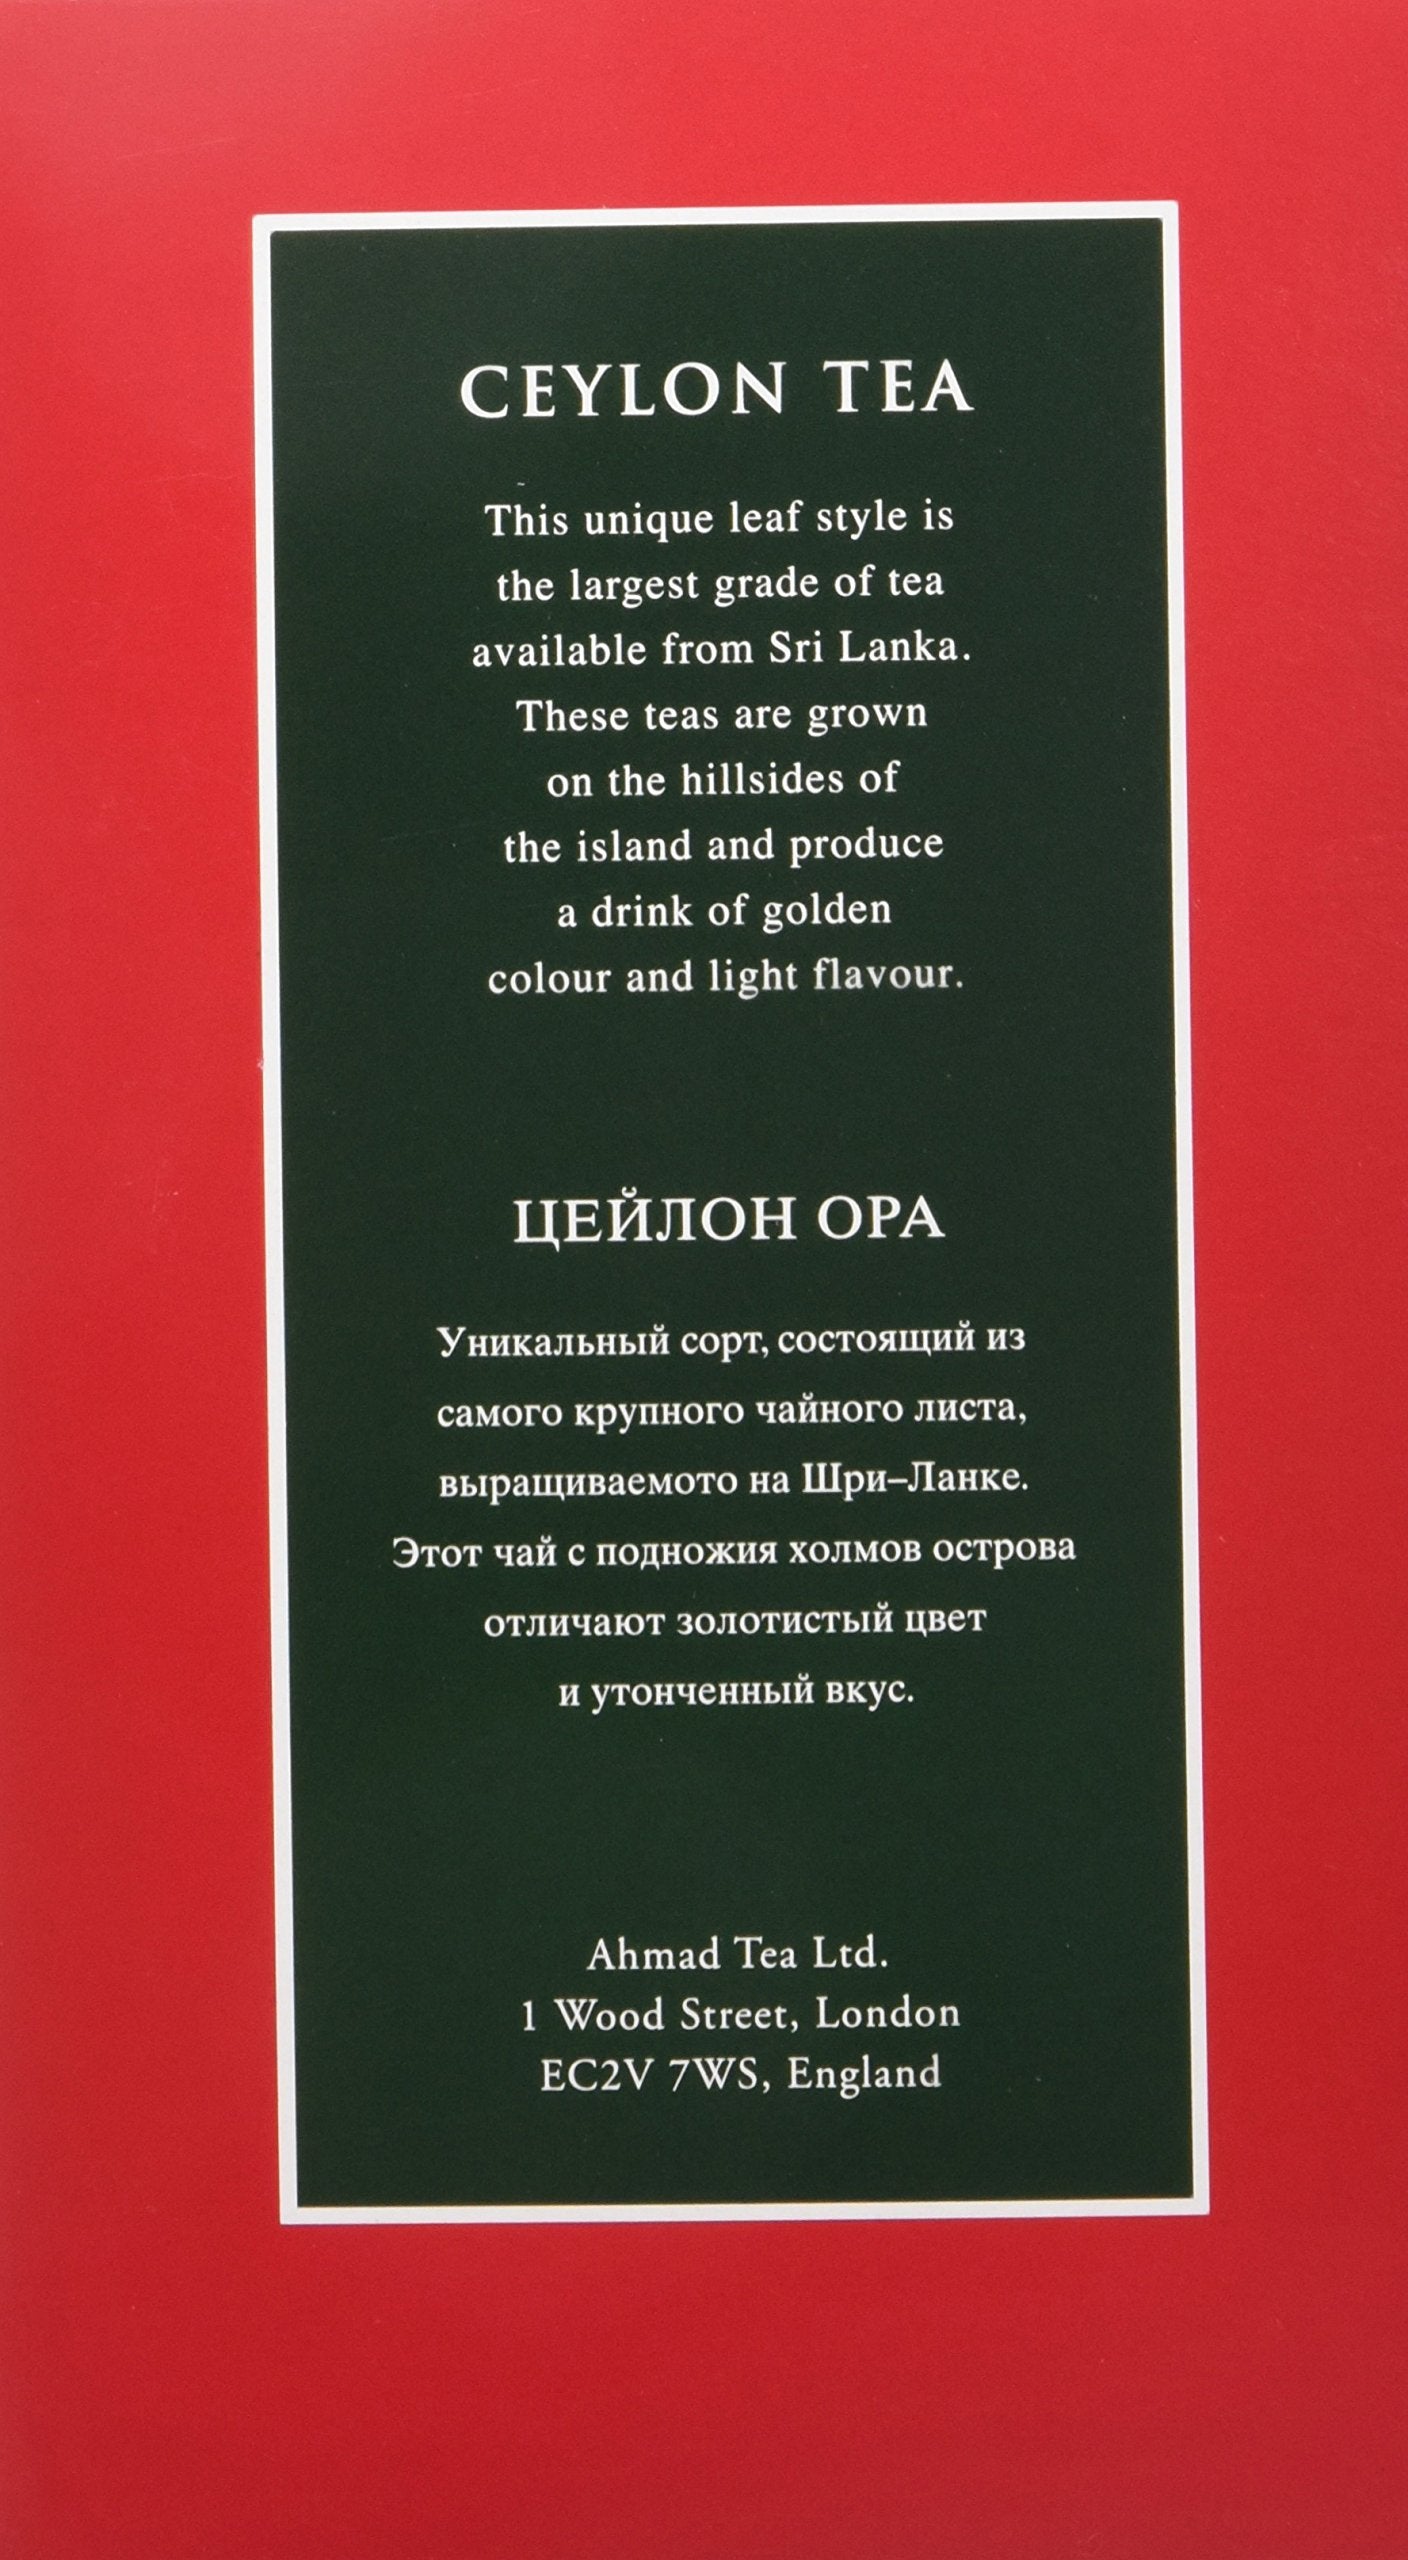 CEYLON TEA
This unique leaf style is
the largest grade of tea
available from Sri Lanka.
These teas are grown
on the hillsides of
the island and produce
a drink of golden
colour and light flavour.
ЦЕЙЛОН OPA
Уникальный сорт, состоящий из
самого крупного чайного листа,
выращиваемото на Шри–Ланке.
Этот чай с подножия холмов острова
отличают золотистый цвет
и утонченный вкус.
Ahmad Tea Ltd.
1 Wood Street, London
EC2V 7WS, England